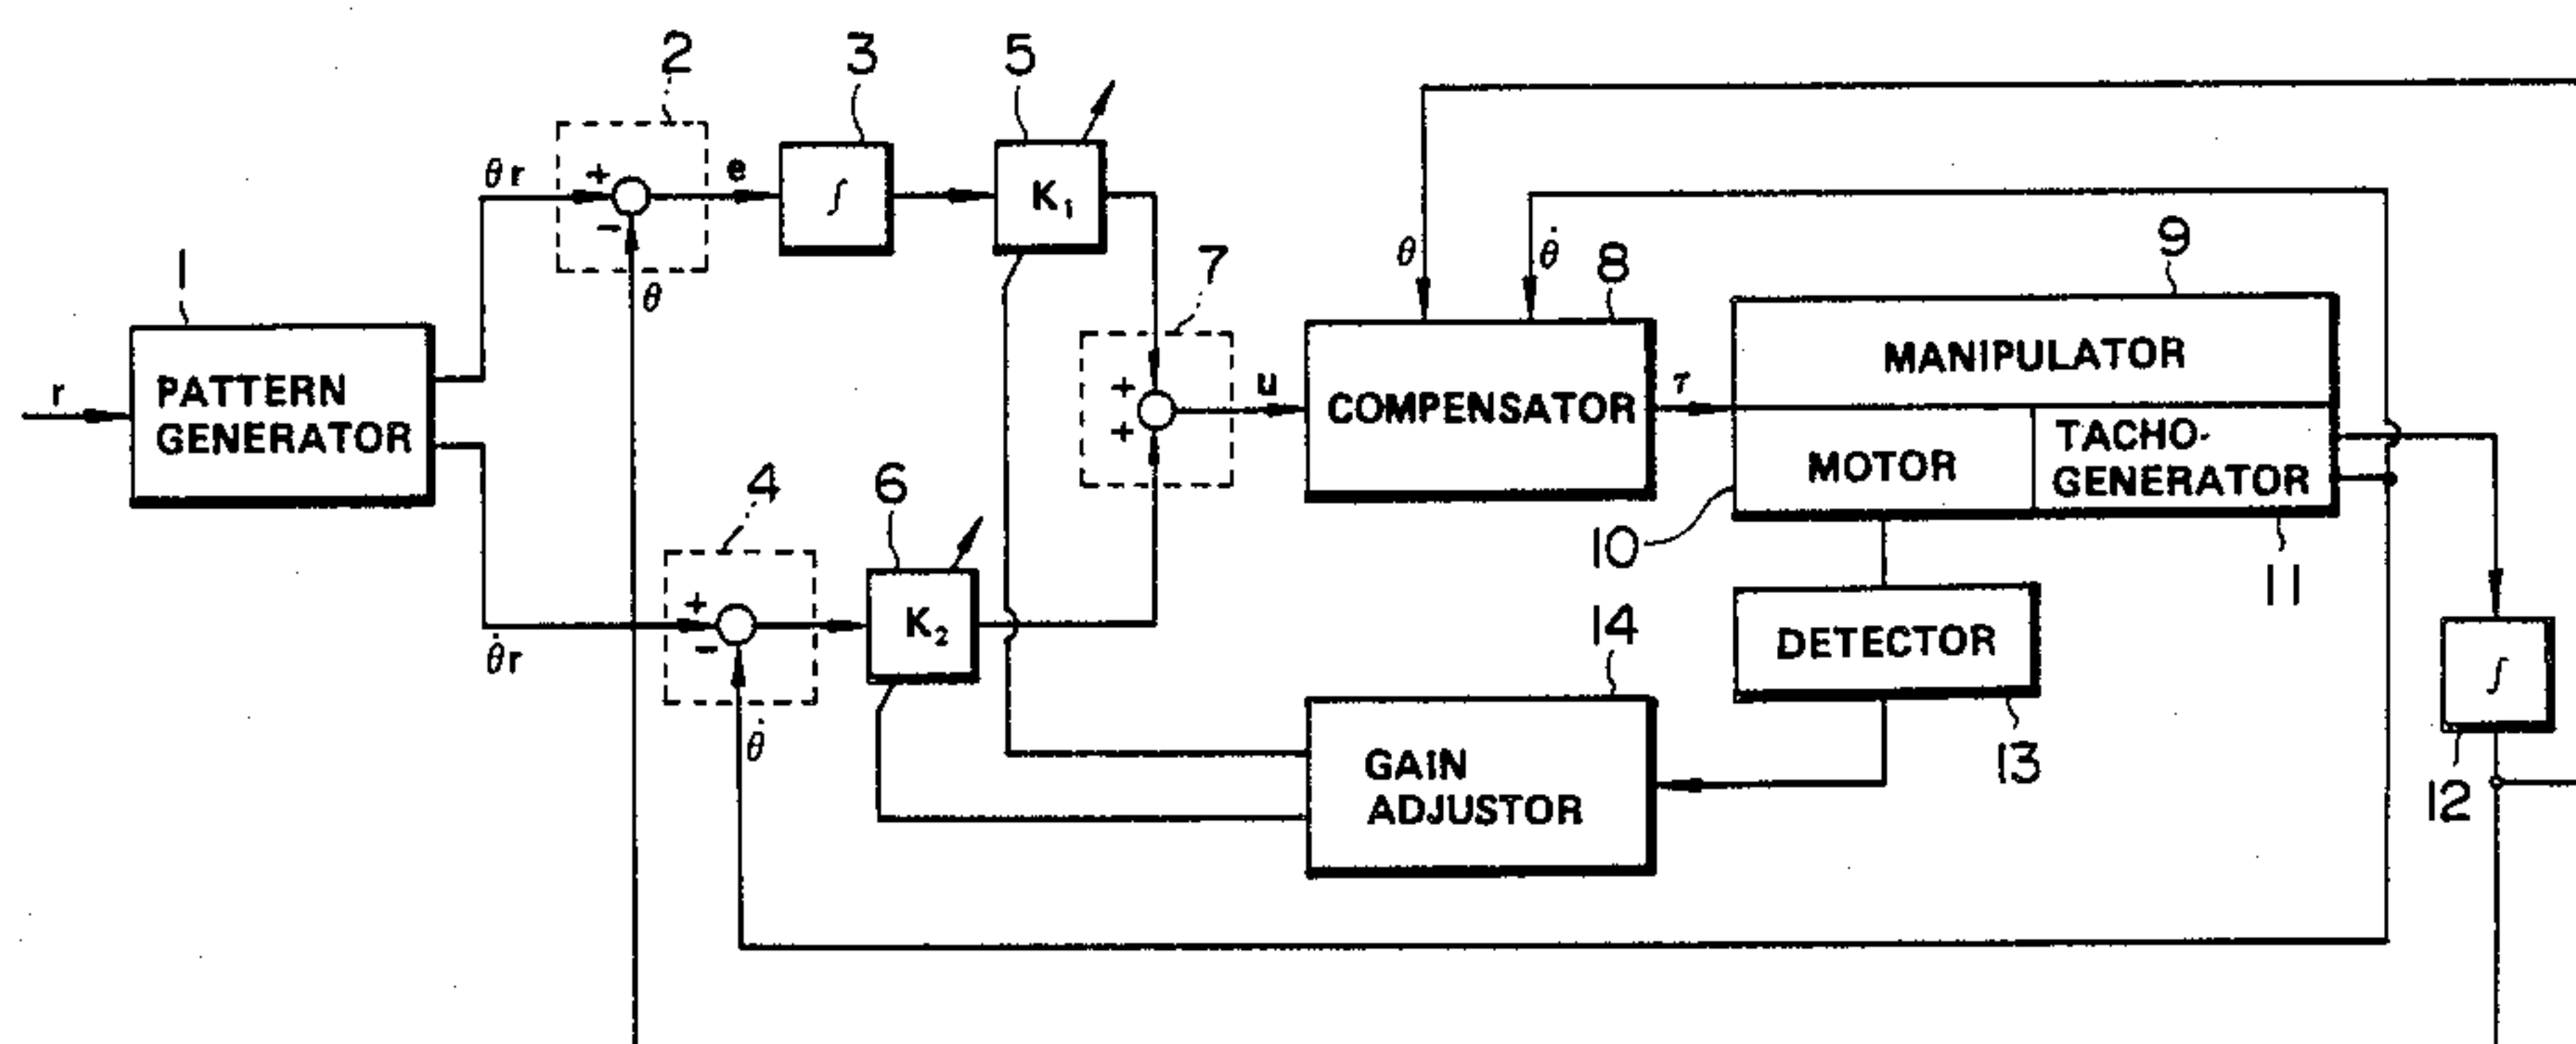 2
3
5
θr
+
−
e
∫
K₁
θ
1
r
PATTERN
GENERATOR
θ̇r
4
+
−
θ̇
6
K₂
7
+
+
u
θ
θ̇
8
COMPENSATOR
τ
9
MANIPULATOR
MOTOR
TACHO-
GENERATOR
10
11
DETECTOR
13
14
GAIN
ADJUSTOR
∫
12